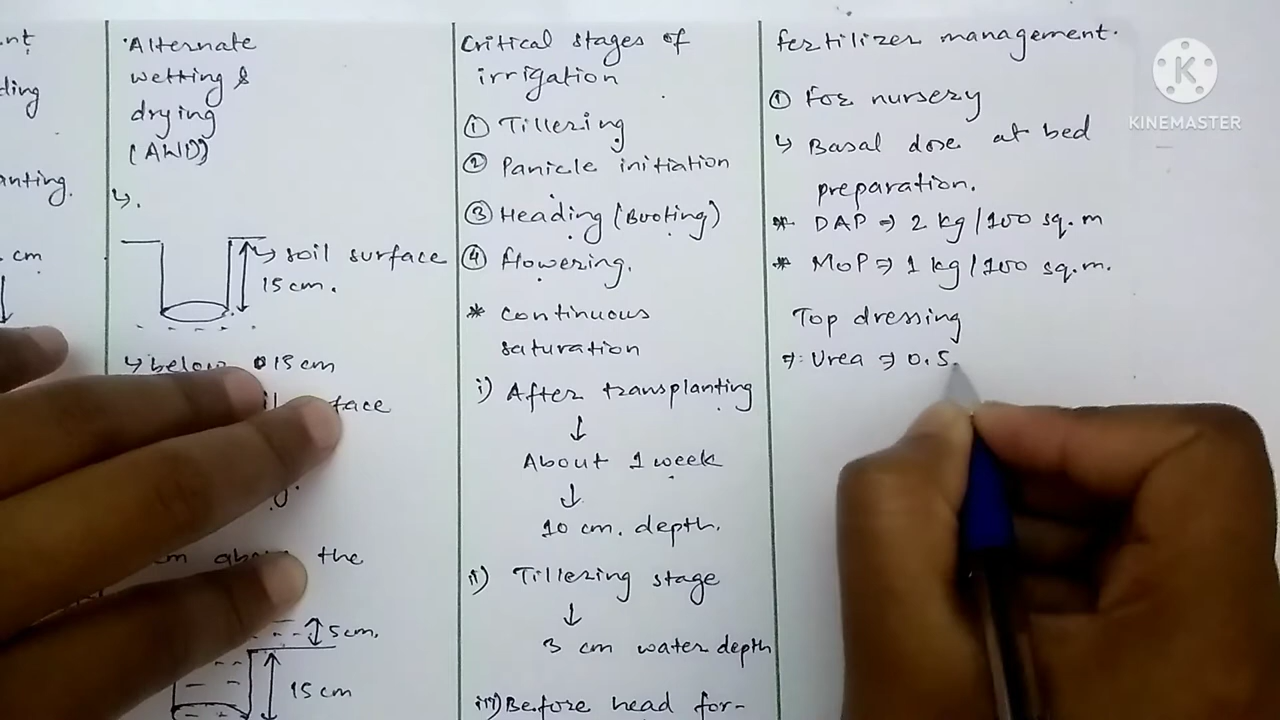 nt
ding
anting.
cm
Alternate
wetting &
drying
(AWD)
↳.
↳ soil surface
15 cm.
↳ below 15 cm
face
above the
5cm.
15 cm
Critical stages of
irrigation
① Tillering
② Panicle initiation
③ Heading (Booting)
④ flowering.
* continuous
saturation
i) After transplanting
↓
About 1 week
↓
10 cm. depth.
ii) Tillering stage
↓
3 cm water depth
iii) Before head for-
fertilizer management.
① For nursery
↳ Basal dose at bed
preparation.
* DAP ⇒ 2 kg/100 sq.m
* MoP ⇒ 1 kg/100 sq.m.
Top dressing
⇒ Urea ⇒ 0.5
K
KINEMASTER